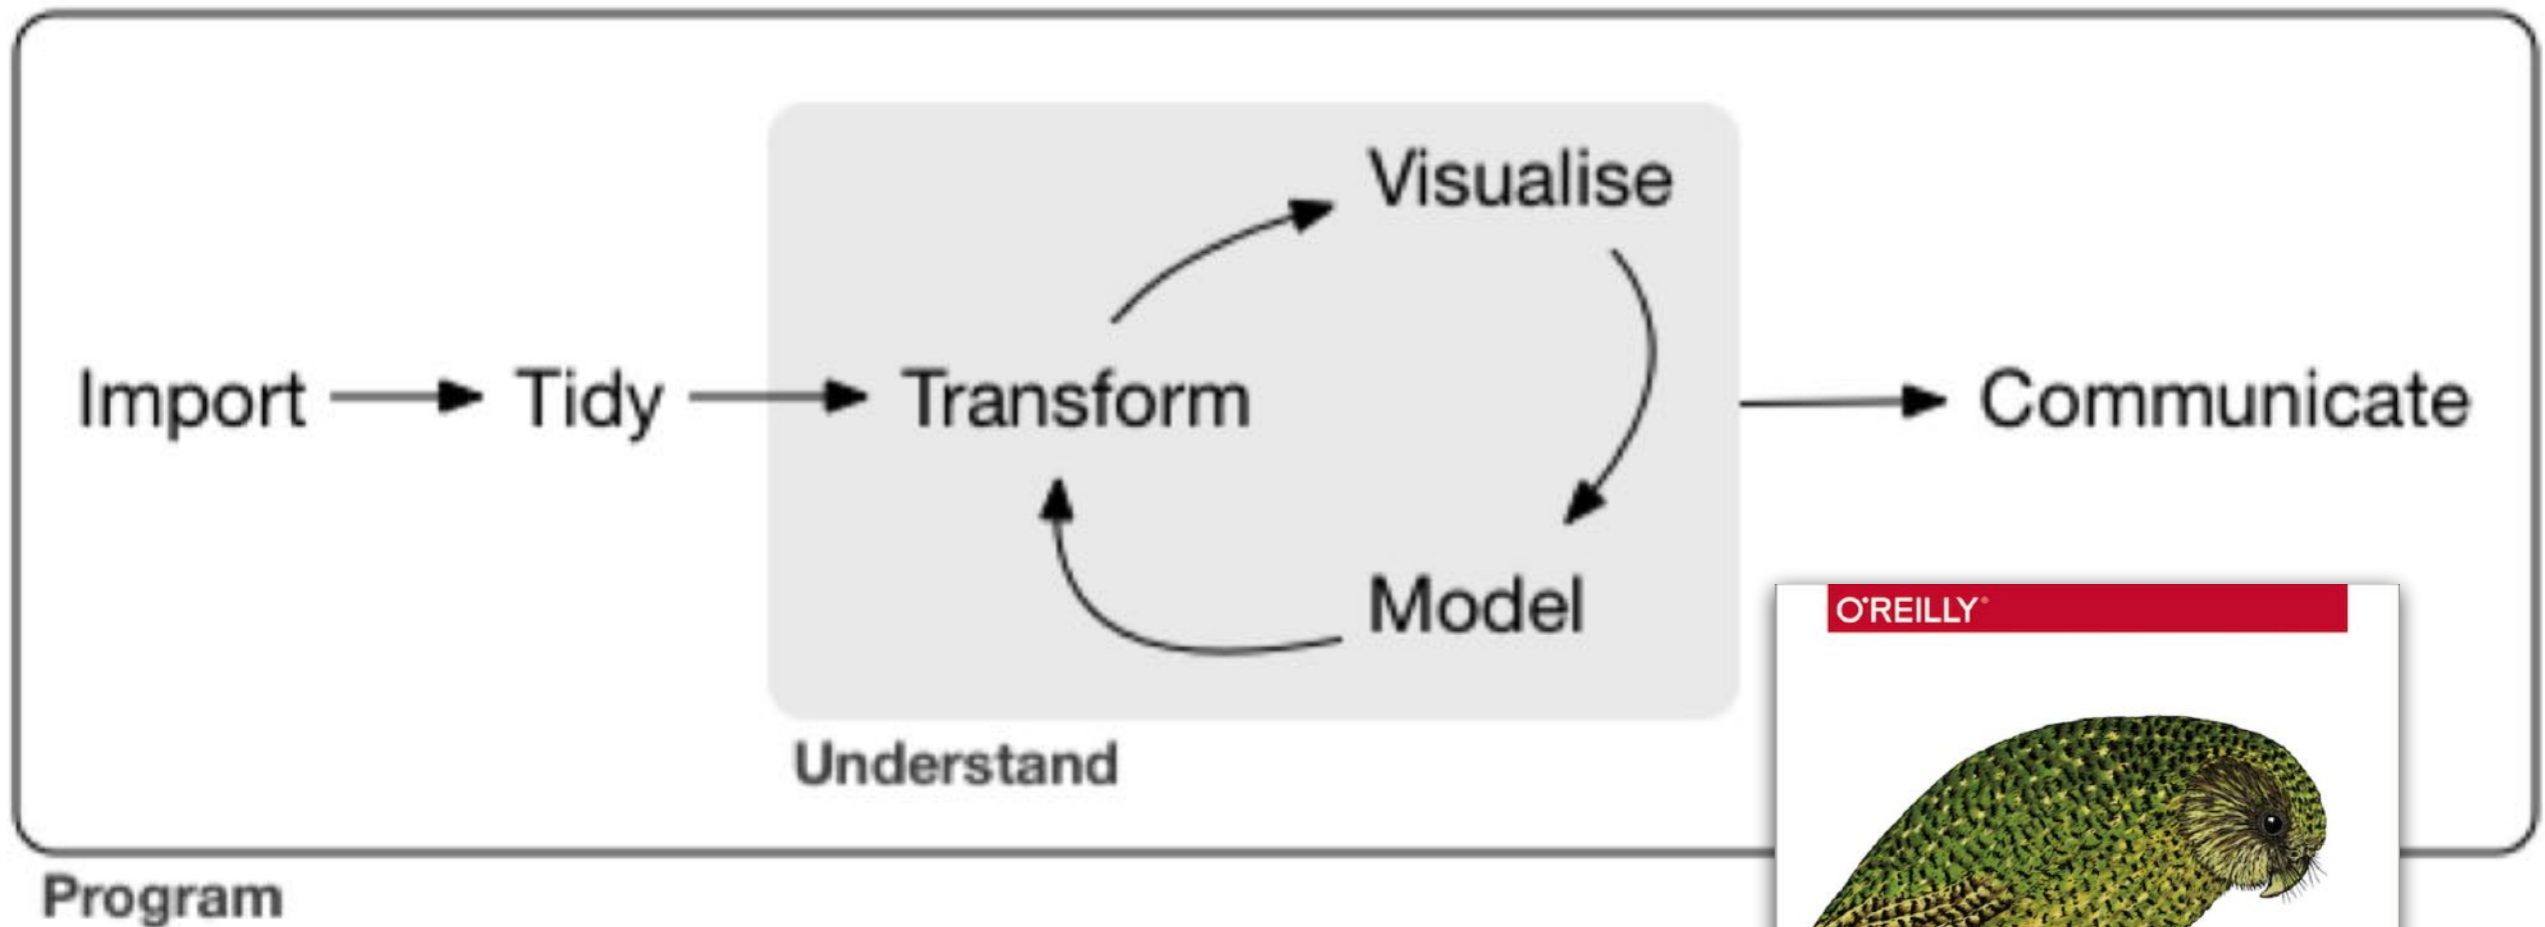 Visualise
Import
Tidy
Transform
Communicate
Model
O'REILLY®
Understand
Program